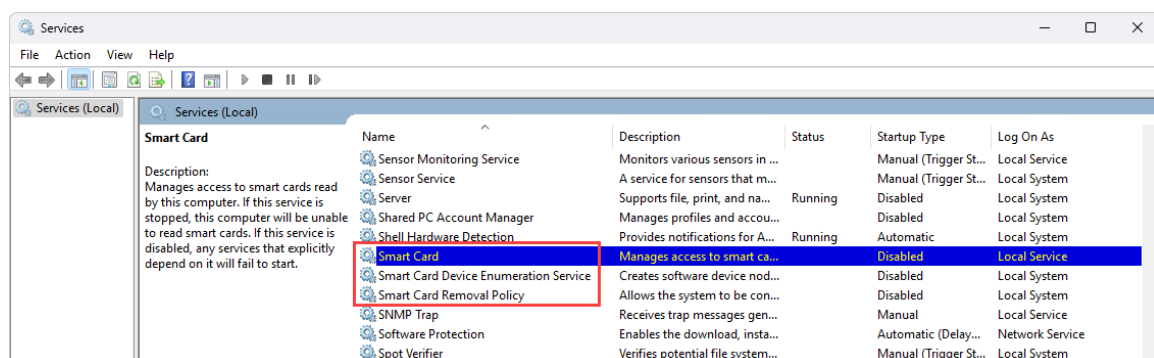 Services
File Action View Help
Services (Local)
Services (Local)
Smart Card
Description:
Manages access to smart cards read
by this computer. If this service is
stopped, this computer will be unable
to read smart cards. If this service is
disabled, any services that explicitly
depend on it will fail to start.
Name Description Status Startup Type Log On As
Sensor Monitoring Service Monitors various sensors in ... Manual (Trigger St... Local Service
Sensor Service A service for sensors that m... Manual (Trigger St... Local System
Server Supports file, print, and na... Running Disabled Local System
Shared PC Account Manager Manages profiles and accou... Disabled Local System
Shell Hardware Detection Provides notifications for A... Running Automatic Local System
Smart Card Manages access to smart ca... Disabled Local Service
Smart Card Device Enumeration Service Creates software device nod... Disabled Local System
Smart Card Removal Policy Allows the system to be con... Disabled Local System
SNMP Trap Receives trap messages gen... Manual Local Service
Software Protection Enables the download, insta... Automatic (Delay... Network Service
Spot Verifier Verifies potential file system... Manual (Trigger St... Local System